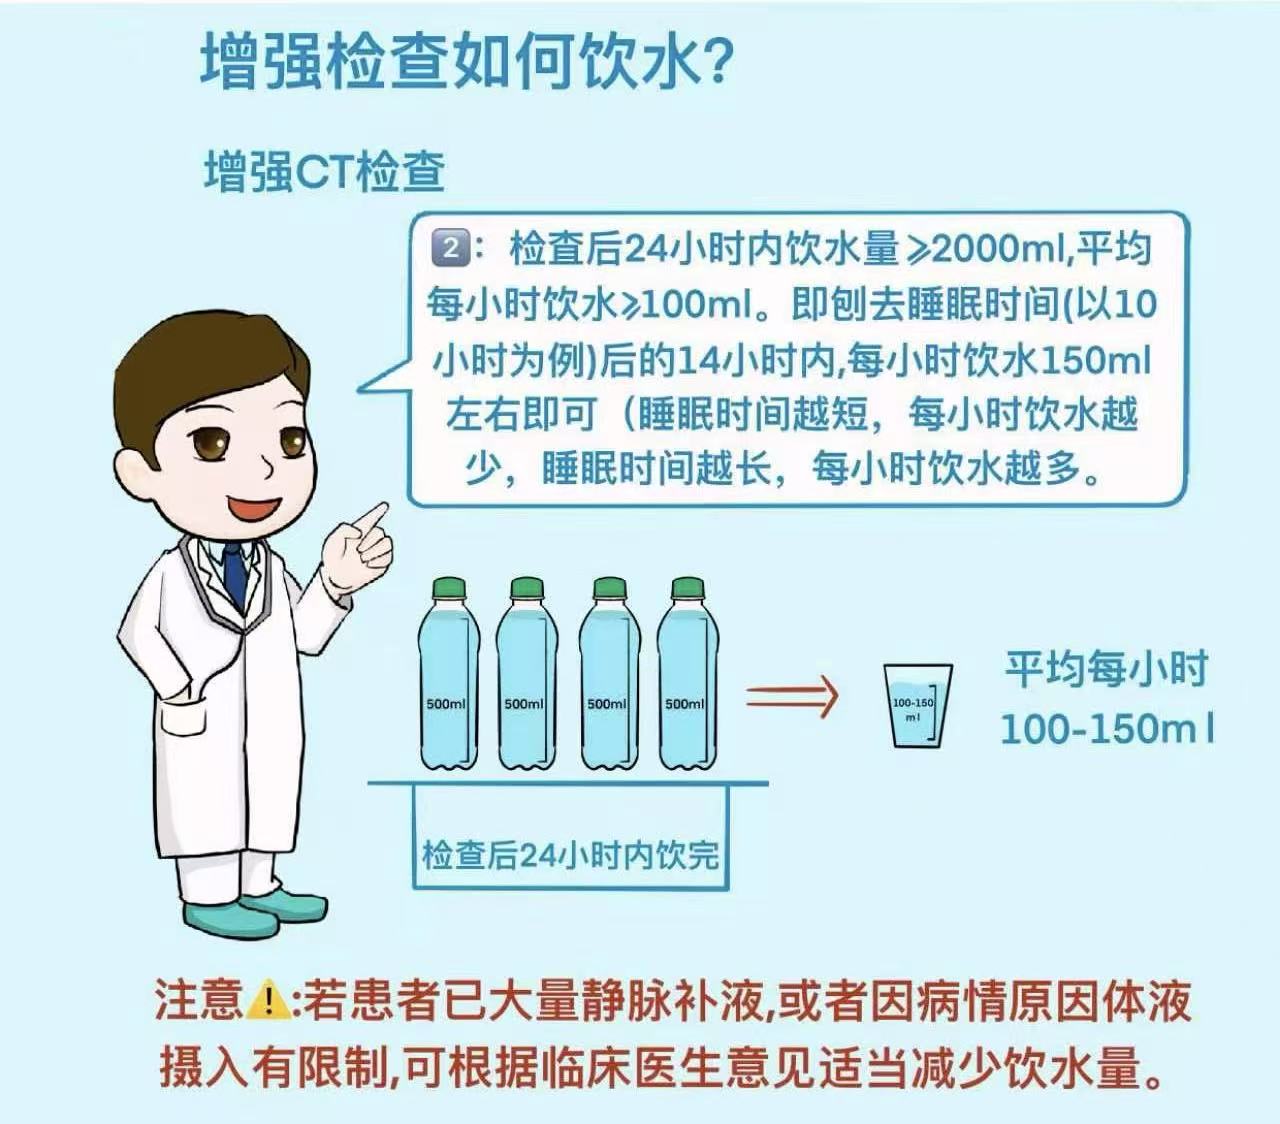 增强检查如何饮水?
增强CT检查
2：检查后24小时内饮水量≥2000ml,平均
每小时饮水≥100ml。即刨去睡眠时间(以10
小时为例)后的14小时内,每小时饮水150ml
左右即可（睡眠时间越短，每小时饮水越
少，睡眠时间越长，每小时饮水越多。
500ml
500ml
500ml
500ml
100-150
ml
平均每小时
100-150ml
检查后24小时内饮完
注意⚠️:若患者已大量静脉补液,或者因病情原因体液
摄入有限制,可根据临床医生意见适当减少饮水量。